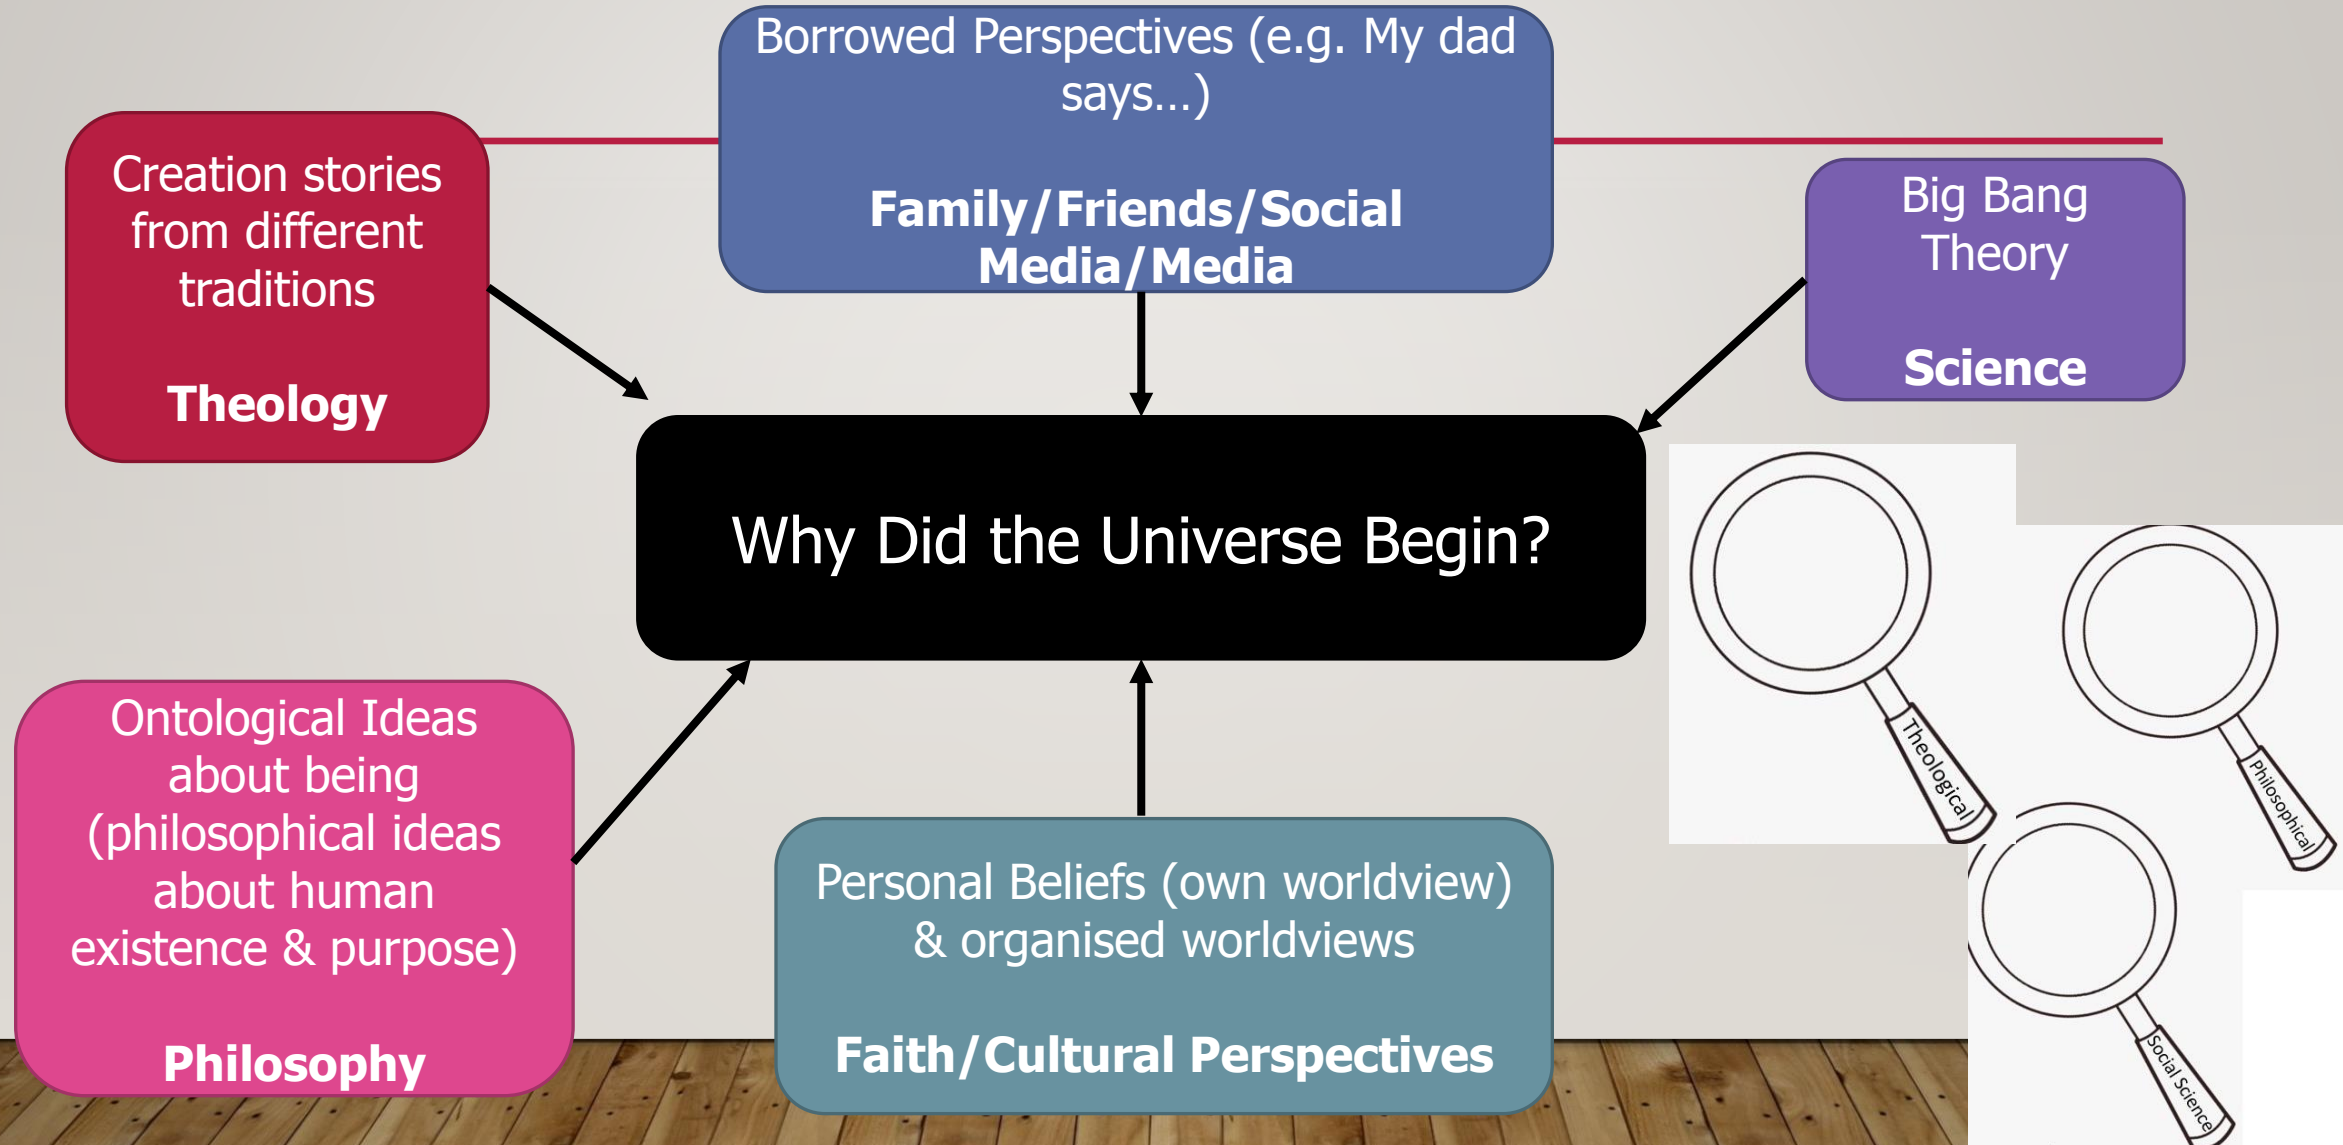 Borrowed Perspectives (e.g. My dad
says...)
Family/Friends/Social
Media/Media
Creation stories
from different
traditions
Theology
Big Bang
Theory
Science
Why Did the Universe Begin?
Ontological Ideas
about being
(philosophical ideas
about human
existence & purpose)
Philosophy
Personal Beliefs (own worldview)
& organised worldviews
Faith/Cultural Perspectives
Theological
Philosophical
Social Science